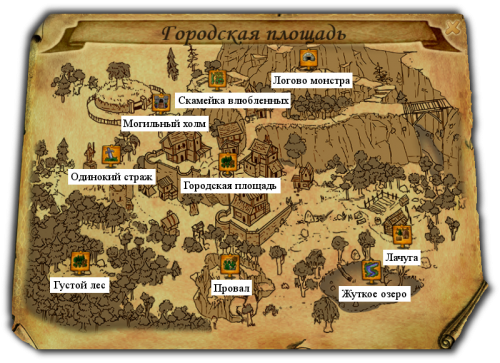 Городская площадь
Логово монстра
Скамейка влюбленных
Могильный холм
Одинокий страж
Городская площадь
Лачуга
Густой лес
Провал
Жуткое озеро